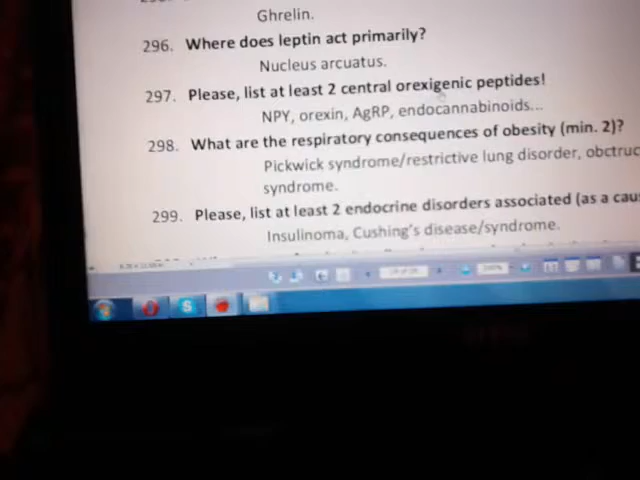 Ghrelin.
296. Where does leptin act primarily?
Nucleus arcuatus.
297. Please, list at least 2 central orexigenic peptides!
NPY, orexin, AgRP, endocannabinoids...
298. What are the respiratory consequences of obesity (min. 2)?
Pickwick syndrome/restrictive lung disorder, obctruc
syndrome.
299. Please, list at least 2 endocrine disorders associated (as a cau
Insulinoma, Cushing's disease/syndrome.